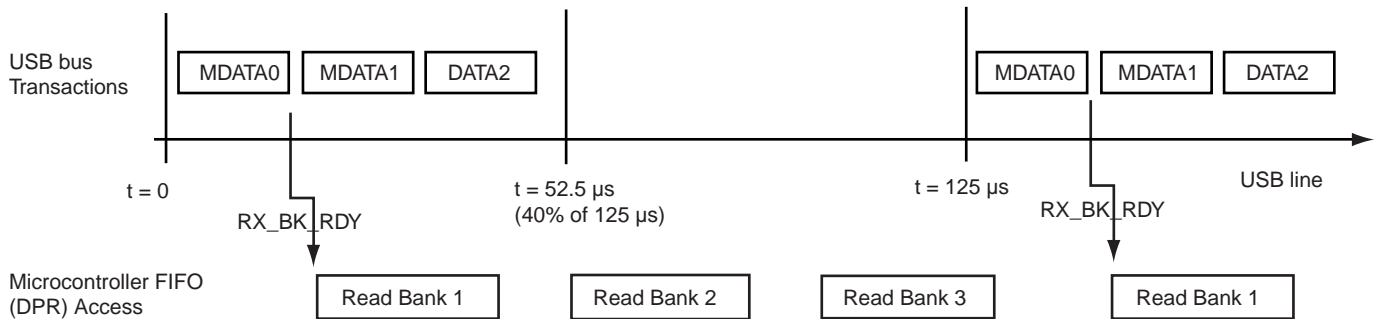 USB bus
Transactions
MDATA0 MDATA1 DATA2 MDATA0 MDATA1 DATA2
t = 0
t = 52.5 µs
(40% of 125 µs)
t = 125 µs
USB line
RX_BK_RDY
RX_BK_RDY
Microcontroller FIFO
(DPR) Access
Read Bank 1 Read Bank 2 Read Bank 3 Read Bank 1